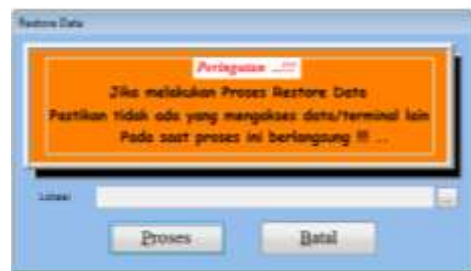 Restore Data
Peringatan ...!!!
Jika melakukan Proses Restore Data
Pastikan tidak ada yang mengakses data/terminal lain
Pada saat proses ini berlangsung !!! ...
Lokasi
...
Proses
Batal